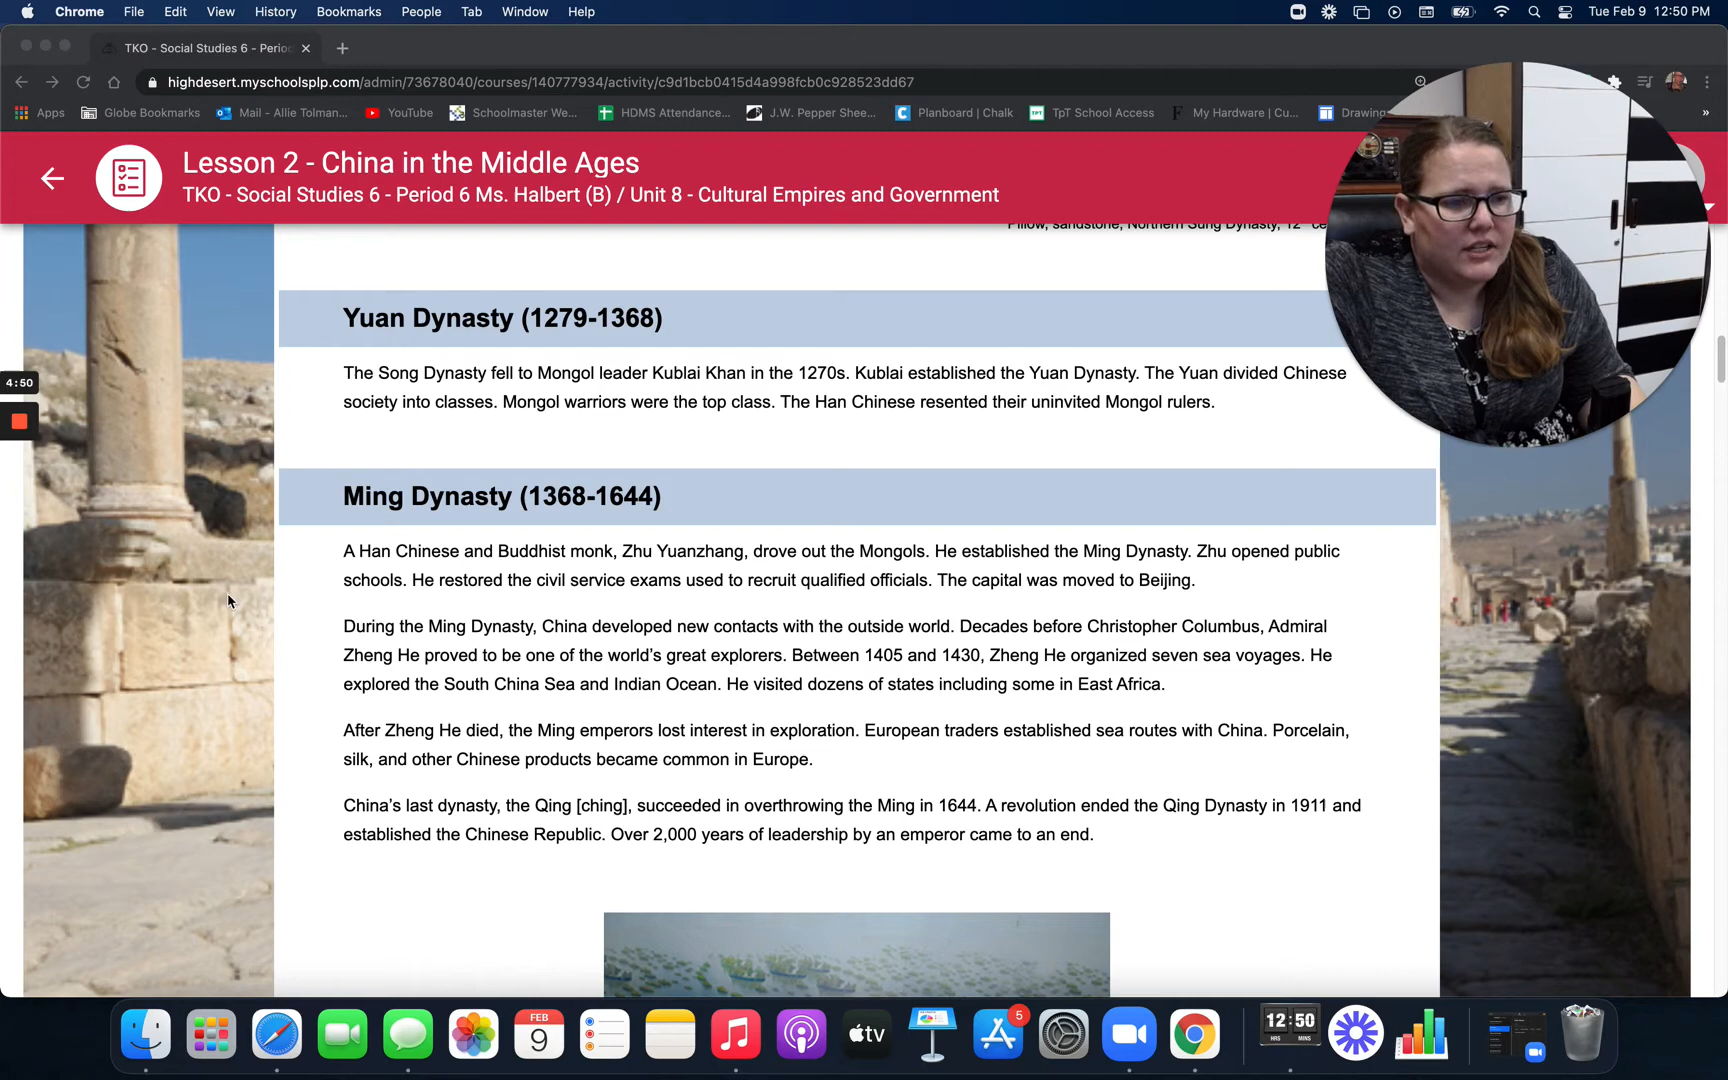 Chrome File Edit View History Bookmarks People Tab Window Help Tue Feb 9 12:50 PM
TKO - Social Studies 6 - Perio
highdesert.myschoolsplp.com/admin/73678040/courses/140777934/activity/c9d1bcb0415d4a998fcb0c928523dd67
Apps Globe Bookmarks Mail - Allie Tolman... YouTube Schoolmaster We... HDMS Attendance... J.W. Pepper Shee... Planboard | Chalk TpT School Access My Hardware | Cu... Drawing
Lesson 2 - China in the Middle Ages
TKO - Social Studies 6 - Period 6 Ms. Halbert (B) / Unit 8 - Cultural Empires and Government
Pillow, sandstone, Northern Sung Dynasty, 12
Yuan Dynasty (1279-1368)
4:50
The Song Dynasty fell to Mongol leader Kublai Khan in the 1270s. Kublai established the Yuan Dynasty. The Yuan divided Chinese
society into classes. Mongol warriors were the top class. The Han Chinese resented their uninvited Mongol rulers.
Ming Dynasty (1368-1644)
A Han Chinese and Buddhist monk, Zhu Yuanzhang, drove out the Mongols. He established the Ming Dynasty. Zhu opened public
schools. He restored the civil service exams used to recruit qualified officials. The capital was moved to Beijing.
During the Ming Dynasty, China developed new contacts with the outside world. Decades before Christopher Columbus, Admiral
Zheng He proved to be one of the world's great explorers. Between 1405 and 1430, Zheng He organized seven sea voyages. He
explored the South China Sea and Indian Ocean. He visited dozens of states including some in East Africa.
After Zheng He died, the Ming emperors lost interest in exploration. European traders established sea routes with China. Porcelain,
silk, and other Chinese products became common in Europe.
China's last dynasty, the Qing [ching], succeeded in overthrowing the Ming in 1644. A revolution ended the Qing Dynasty in 1911 and
established the Chinese Republic. Over 2,000 years of leadership by an emperor came to an end.
FEB
9
tv
5
12:50
HRS MINS